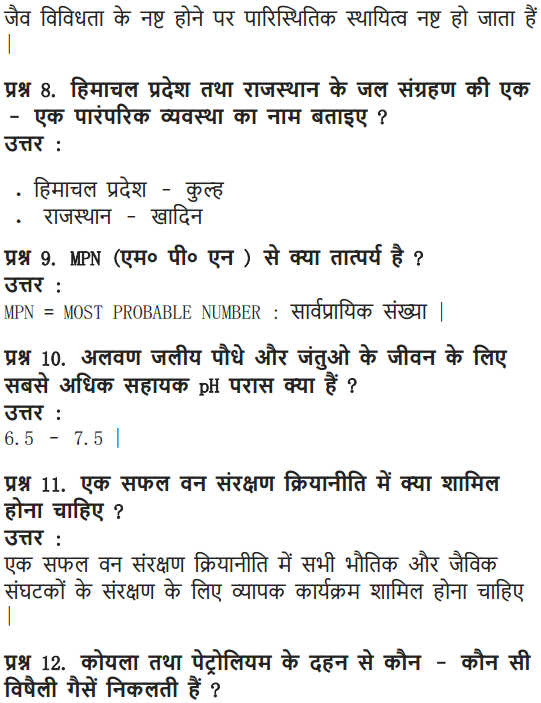 जैव विविधता के नष्ट होने पर पारिस्थितिक स्थायित्व नष्ट हो जाता हैं
|
प्रश्न 8. हिमाचल प्रदेश तथा राजस्थान के जल संग्रहण की एक
- एक पारंपरिक व्यवस्था का नाम बताइए ?
उत्तर :
. हिमाचल प्रदेश - कुल्ह
. राजस्थान - खादिन
प्रश्न 9. MPN (एम० पी० एन ) से क्या तात्पर्य है ?
उत्तर :
MPN = MOST PROBABLE NUMBER : सार्वप्रायिक संख्या |
प्रश्न 10. अलवण जलीय पौधे और जंतुओ के जीवन के लिए
सबसे अधिक सहायक pH परास क्या हैं ?
उत्तर :
6.5 - 7.5 |
प्रश्न 11. एक सफल वन संरक्षण क्रियानीति में क्या शामिल
होना चाहिए ?
उत्तर :
एक सफल वन संरक्षण क्रियानीति में सभी भौतिक और जैविक
संघटकों के संरक्षण के लिए व्यापक कार्यक्रम शामिल होना चाहिए
|
प्रश्न 12. कोयला तथा पेट्रोलियम के दहन से कौन - कौन सी
विषैली गैसें निकलती हैं ?